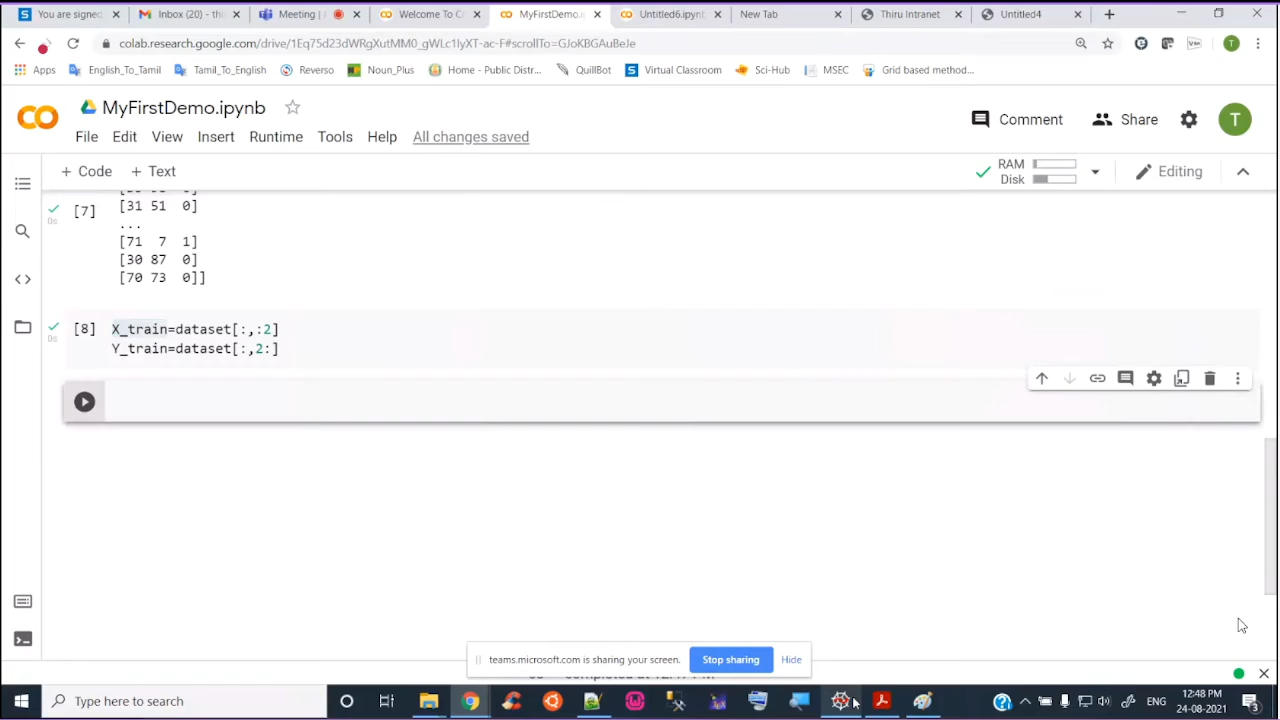 You are signed
Inbox (20) - thi
Meeting |
Welcome To C
MyFirstDemo.i
Untitled6.ipynb
New Tab
Thiru Intranet
Untitled4
colab.research.google.com/drive/1Eq75d23dWRgXutMM0_gWLc1IyXT-ac-F#scrollTo=GJoKBGAuBeJe
T
Apps
English_To_Tamil
Tamil_To_English
Reverso
Noun_Plus
Home - Public Distr...
QuillBot
Virtual Classroom
Sci-Hub
MSEC
Grid based method...
MyFirstDemo.ipynb
Comment
Share
T
File Edit View Insert Runtime Tools Help All changes saved
+ Code + Text
RAM
Disk
Editing
[7]
[31 51 0]
...
[71 7 1]
[30 87 0]
[70 73 0]]
0s
[8] X_train=dataset[:,:2]
0s
Y_train=dataset[:,2:]
teams.microsoft.com is sharing your screen. Stop sharing Hide
Type here to search
ENG
12:48 PM
24-08-2021
3